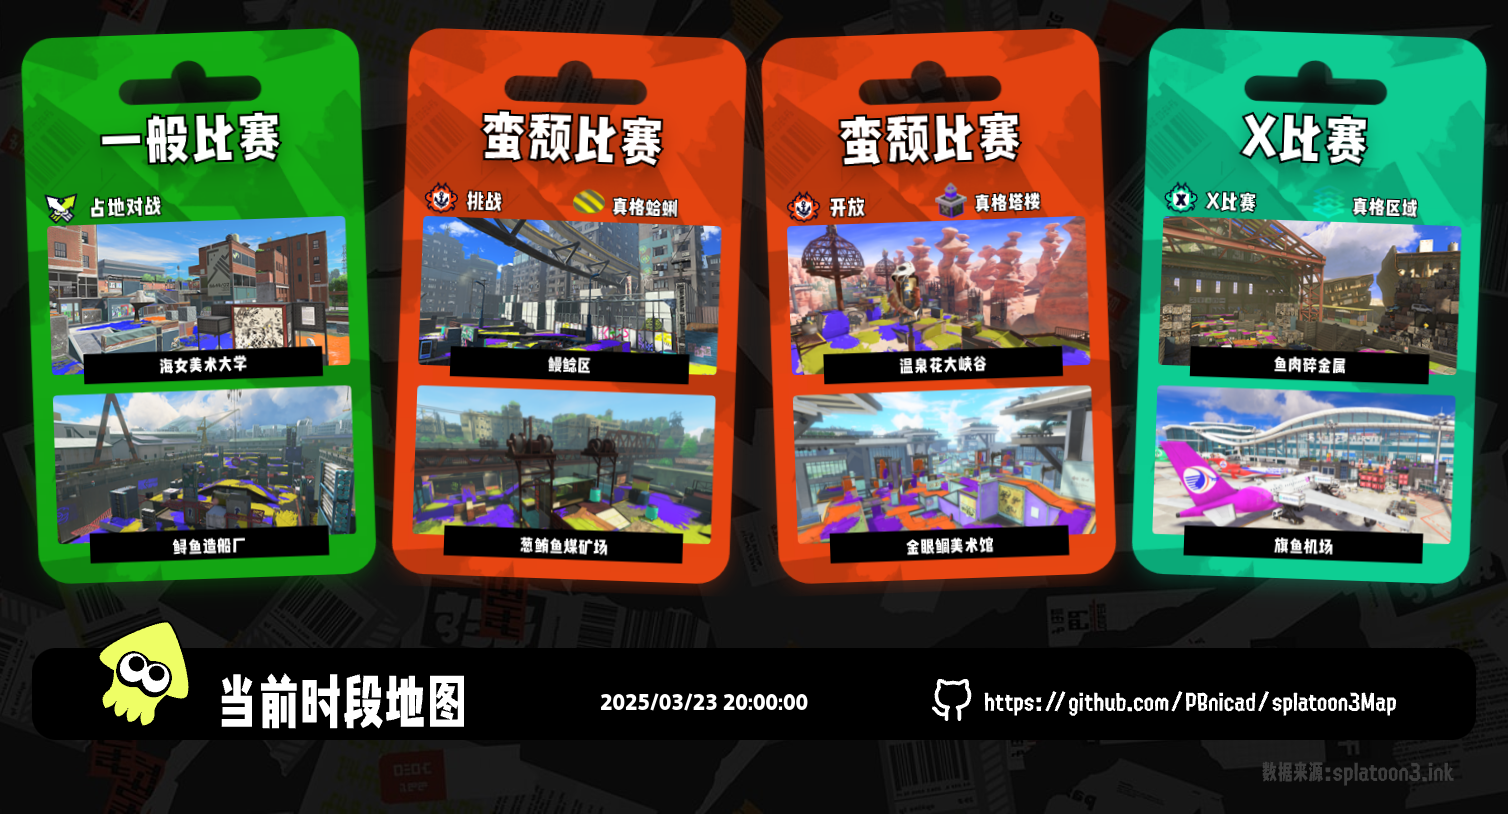 一般比赛
占地对战
海女美术大学
鲟鱼造船厂
蛮颓比赛
挑战
真格蛤蜊
鳗鲶区
葱鲔鱼煤矿场
蛮颓比赛
开放
真格塔楼
温泉花大峡谷
金眼鲷美术馆
X比赛
X比赛
真格区域
鱼肉碎金属
旗鱼机场
当前时段地图
2025/03/23 20:00:00
https://github.com/PBnicad/splatoon3Map
数据来源:splatoon3.ink